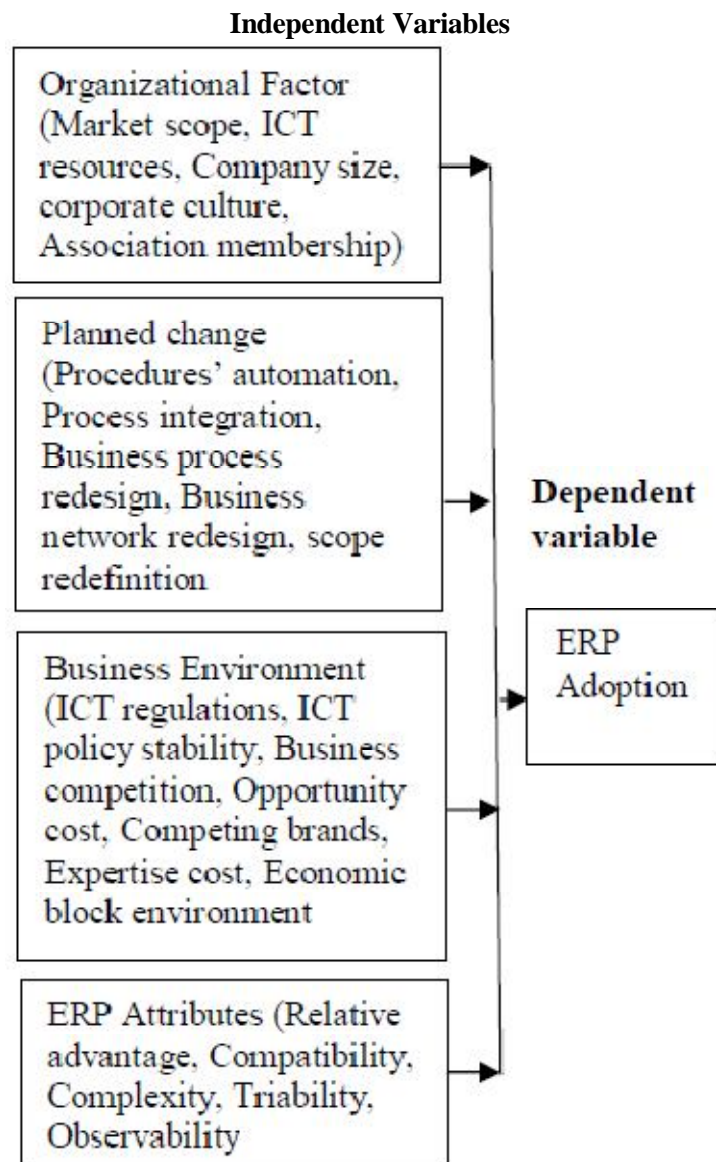 Independent Variables
Organizational Factor
(Market scope, ICT
resources, Company size,
corporate culture,
Association membership)
Planned change
(Procedures’ automation,
Process integration,
Business process
redesign, Business
network redesign, scope
redefinition
Business Environment
(ICT regulations, ICT
policy stability, Business
competition, Opportunity
cost, Competing brands,
Expertise cost, Economic
block environment
ERP Attributes (Relative
advantage, Compatibility,
Complexity, Triability,
Observability
Dependent
variable
ERP
Adoption